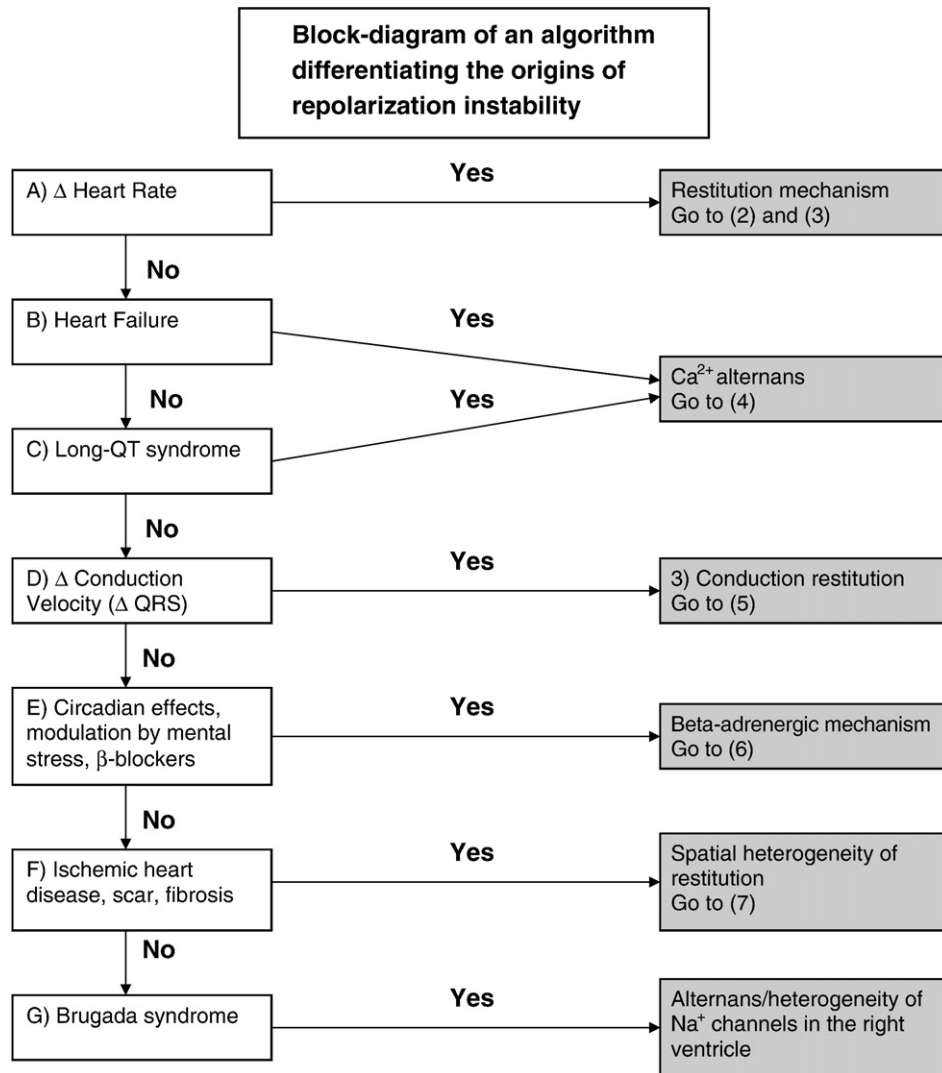 Block-diagram of an algorithm
differentiating the origins of
repolarization instability
A) Δ Heart Rate
Yes
Restitution mechanism
Go to (2) and (3)
No
B) Heart Failure
Yes
Ca²⁺ alternans
Go to (4)
No
Yes
C) Long-QT syndrome
No
D) Δ Conduction
Velocity (Δ QRS)
Yes
3) Conduction restitution
Go to (5)
No
E) Circadian effects,
modulation by mental
stress, β-blockers
Yes
Beta-adrenergic mechanism
Go to (6)
No
F) Ischemic heart
disease, scar, fibrosis
Yes
Spatial heterogeneity of
restitution
Go to (7)
No
G) Brugada syndrome
Yes
Alternans/heterogeneity of
Na⁺ channels in the right
ventricle